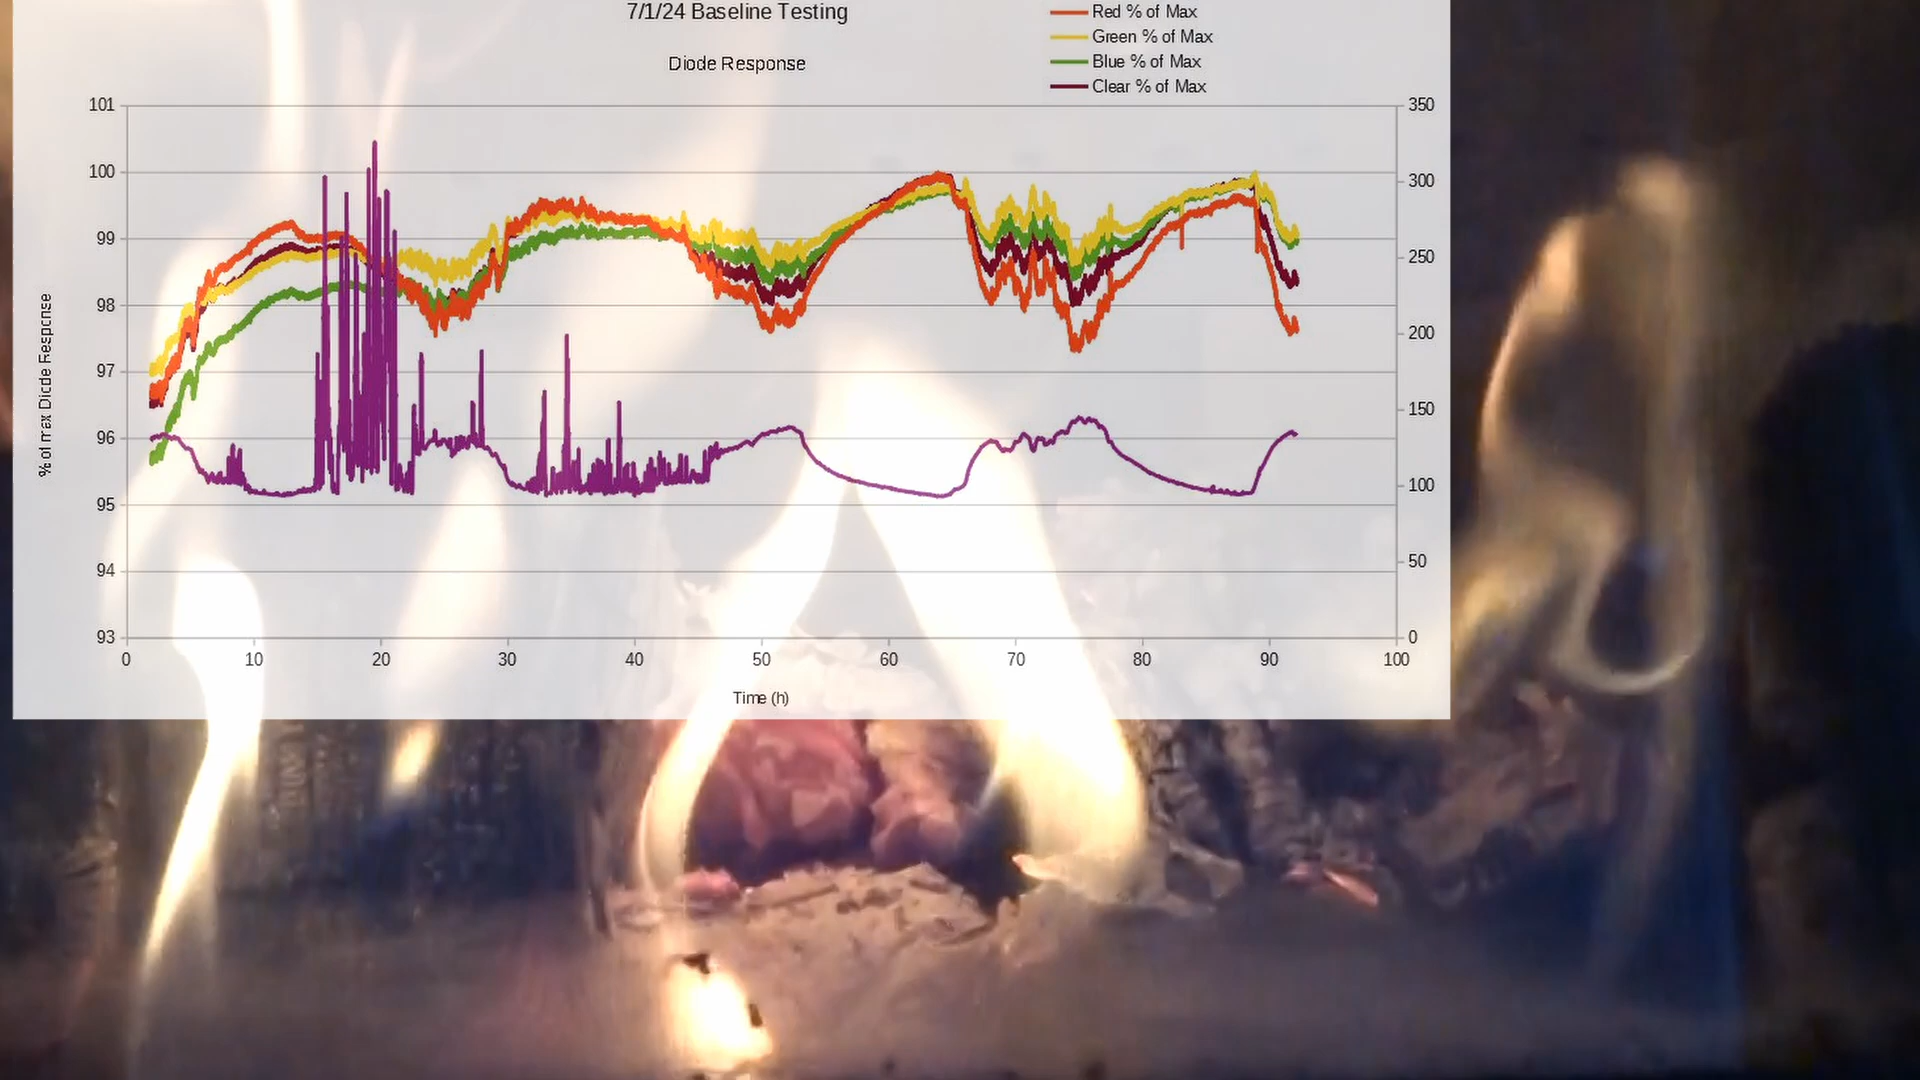 7/1/24 Baseline Testing
Diode Response
Red % of Max
Green % of Max
Blue % of Max
Clear % of Max
% of max Diode Response
101
100
99
98
97
96
95
94
93
350
300
250
200
150
100
50
0
0 10 20 30 40 50 60 70 80 90 100
Time (h)